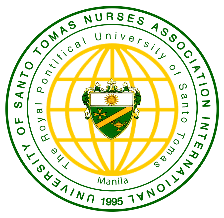 UNIVERSITY OF SANTO TOMAS NURSES ASSOCIATION INTERNATIONAL
The Royal Pontifical University of Santo Tomas
Manila
1995